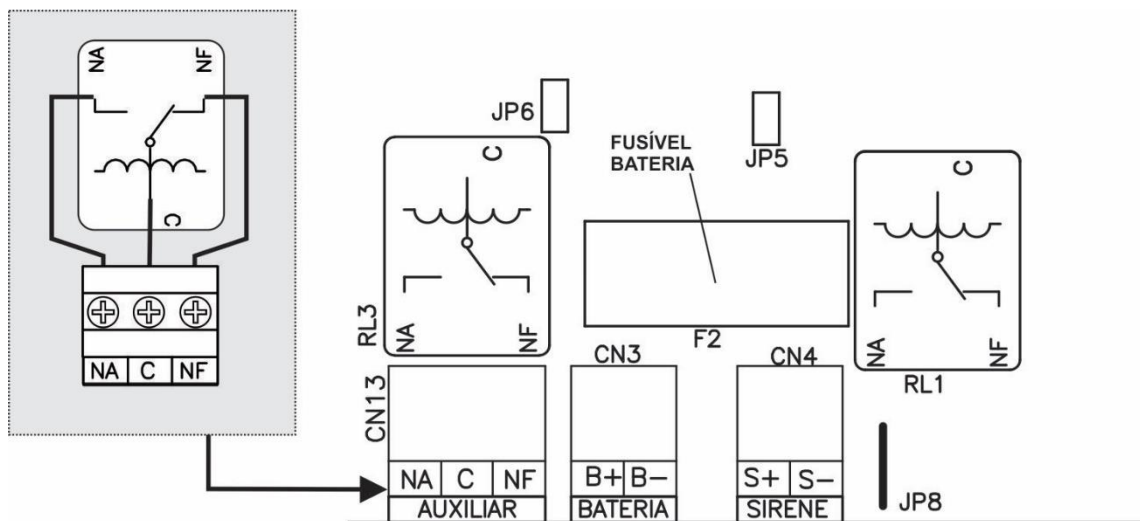 NA NF
C
NA C NF
JP6
JP5
FUSÍVEL
BATERIA
C
C
RL3
NA NF
F2
NA NF
RL1
CN13
CN3
CN4
NA C NF
B+ B-
S+ S-
AUXILIAR
BATERIA
SIRENE
JP8